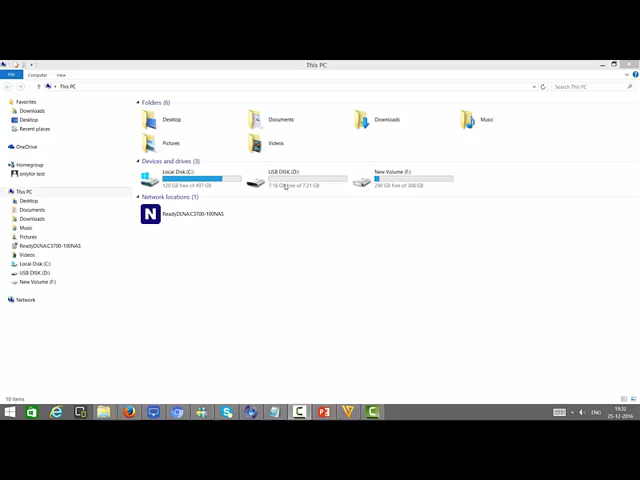 This PC
File Computer View
This PC
Search This PC
Favorites
Downloads
Desktop
Recent places
OneDrive
Homegroup
onlyfor test
This PC
Desktop
Documents
Downloads
Music
Pictures
ReadyDLNA:C3700-100NAS
Videos
Local Disk (C:)
USB DISK (D:)
New Volume (F:)
Network
Folders (6)
Desktop
Documents
Downloads
Music
Pictures
Videos
Devices and drives (3)
Local Disk (C:)
120 GB free of 497 GB
USB DISK (D:)
7.18 GB free of 7.21 GB
New Volume (F:)
290 GB free of 308 GB
Network locations (1)
N
ReadyDLNA:C3700-100NAS
10 items
ENG
19:32
25-12-2016